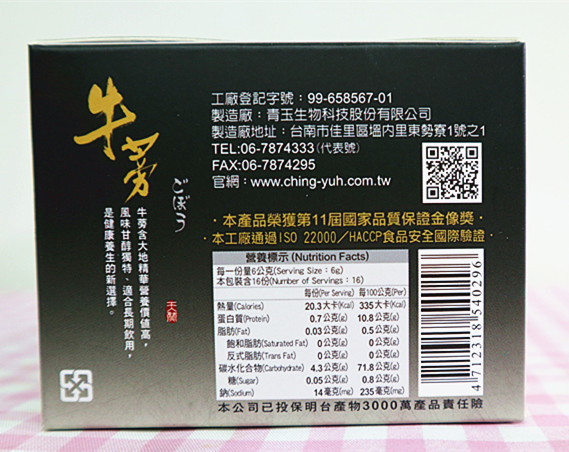 牛蒡
ごぼう
牛蒡含大地精華營養價值高，
風味甘醇獨特、適合長期飲用，
是健康養生的新選擇。
工廠登記字號：99-658567-01
製造廠：青玉生物科技股份有限公司
製造廠地址：台南市佳里區塭內里東勢寮1號之1
TEL:06-7874333(代表號)
FAX:06-7874295
官網：www.ching-yuh.com.tw
·本產品榮獲第11屆國家品質保證金像獎·
·本工廠通過ISO 22000／HACCP食品安全國際驗證·
營養標示 (Nutrition Facts)
每一份量6公克(Serving Size：6g)
本包裝含16份(Number of Servings：16)
每份(Per Serving) 每100公克(Per)
熱量(Calories) 20.3 大卡(Kcal) 335 大卡(Kcal)
蛋白質(Protein) 0.7 公克(g) 10.8 公克(g)
脂肪(Fat) 0.03 公克(g) 0.5 公克(g)
飽和脂肪(Saturated Fat) 0 公克(g) 0 公克(g)
反式脂肪(Trans Fat) 0 公克(g) 0 公克(g)
碳水化合物(Carbohydrate) 4.3 公克(g) 71.8 公克(g)
糖(Sugar) 0.05 公克(g) 0.8 公克(g)
鈉(Sodium) 14 毫克(mg) 235 毫克(mg)
4712318540296
本公司已投保明台產物3000萬產品責任險